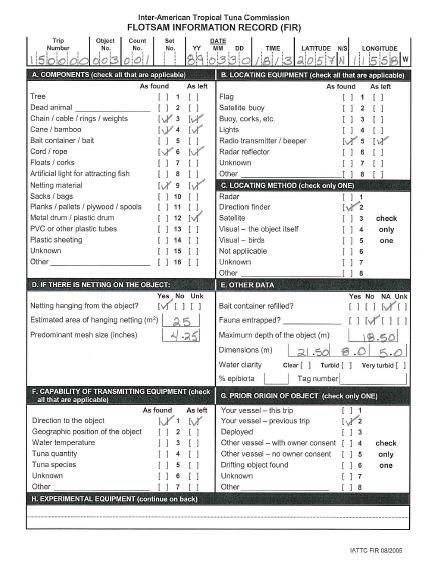 Inter-American Tropical Tuna Commission
FLOTSAM INFORMATION RECORD (FIR)
Trip Number Object No. Count No. Set No. DATE YY MM DD TIME LATITUDE N/S LONGITUDE
89 03 30 1813 2057 N 11558 W
A. COMPONENTS (check all that are applicable)
As found As left
Tree [ ] 1 [ ]
Dead animal [ ] 2 [ ]
Chain / cable / rings / weights [✓] 3 [✓]
Cane / bamboo [✓] 4 [✓]
Bait container / bait [ ] 5 [ ]
Cord / rope [✓] 6 [✓]
Floats / corks [ ] 7 [ ]
Artificial light for attracting fish [ ] 8 [ ]
Netting material [✓] 9 [✓]
Sacks / bags [ ] 10 [ ]
Planks / pallets / plywood / spools [ ] 11 [ ]
Metal drum / plastic drum [ ] 12 [✓]
PVC or other plastic tubes [ ] 13 [ ]
Plastic sheeting [ ] 14 [ ]
Unknown [ ] 15 [ ]
Other [ ] 16 [ ]
B. LOCATING EQUIPMENT (check all that are applicable)
As found As left
Flag [ ] 1 [ ]
Satellite buoy [ ] 2 [ ]
Buoy, corks, etc. [ ] 3 [ ]
Lights [ ] 4 [ ]
Radio transmitter / beeper [✓] 5 [✓]
Radar reflector [ ] 6 [ ]
Unknown [ ] 7 [ ]
Other [ ] 8 [ ]
C. LOCATING METHOD (check only ONE)
Radar [ ] 1
Direction finder [✓] 2
Satellite [ ] 3 check
Visual – the object itself [ ] 4 only
Visual – birds [ ] 5 one
Not applicable [ ] 6
Unknown [ ] 7
Other [ ] 8
D. IF THERE IS NETTING ON THE OBJECT:
Yes No Unk
Netting hanging from the object? [✓] [ ] [ ]
Estimated area of hanging netting (m²) 25
Predominant mesh size (inches) 4.25
E. OTHER DATA
Yes No NA Unk
Bait container refilled? [ ] [ ] [✓] [ ]
Fauna entrapped? [ ] [✓] [ ] [ ]
Maximum depth of the object (m) 18.50
Dimensions (m) 21.50 8.0 5.0
Water clarity Clear [ ] Turbid [ ] Very turbid [ ]
% epibiota Tag number
F. CAPABILITY OF TRANSMITTING EQUIPMENT (check all that are applicable)
As found As left
Direction to the object [✓] 1 [✓]
Geographic position of the object [ ] 2 [ ]
Water temperature [ ] 3 [ ]
Tuna quantity [ ] 4 [ ]
Tuna species [ ] 5 [ ]
Unknown [ ] 6 [ ]
Other [ ] 7 [ ]
G. PRIOR ORIGIN OF OBJECT (check only ONE)
Your vessel – this trip [ ] 1
Your vessel – previous trip [✓] 2
Deployed [ ] 3
Other vessel – with owner consent [ ] 4 check
Other vessel – no owner consent [ ] 5 only
Drifting object found [ ] 6 one
Unknown [ ] 7
Other [ ] 8
H. EXPERIMENTAL EQUIPMENT (continue on back)
IATTC FIR 08/2005